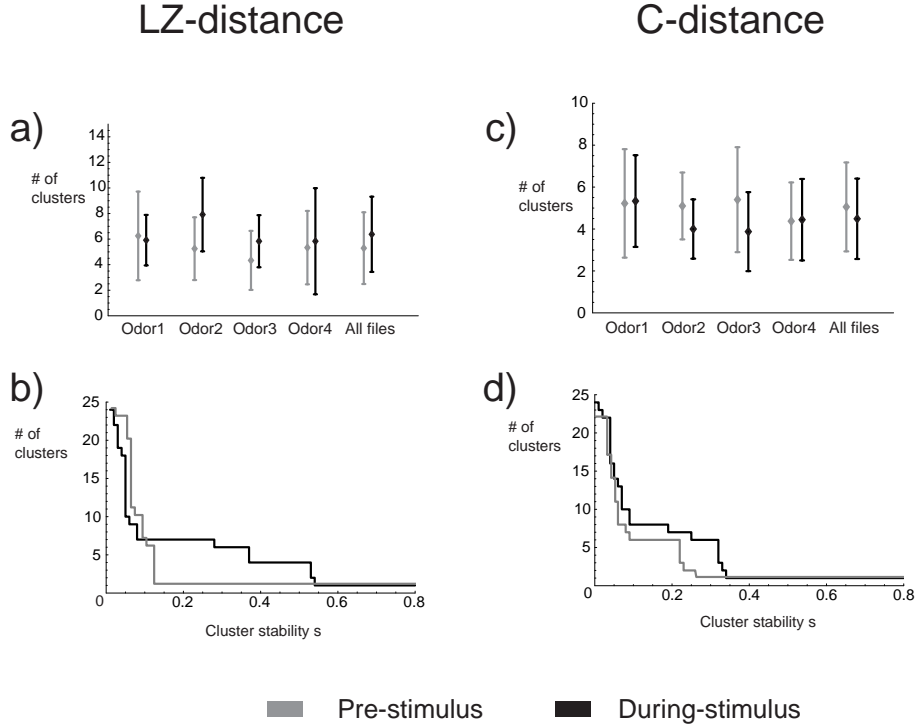 LZ-distance
C-distance
a)
# of
clusters
14
12
10
8
6
4
2
0
Odor1 Odor2 Odor3 Odor4 All files
c)
# of
clusters
10
8
6
4
2
0
Odor1 Odor2 Odor3 Odor4 All files
b)
# of
clusters
25
20
15
10
5
0 0.2 0.4 0.6 0.8
Cluster stability s
d)
# of
clusters
25
20
15
10
5
0 0.2 0.4 0.6 0.8
Cluster stability s
Pre-stimulus
During-stimulus